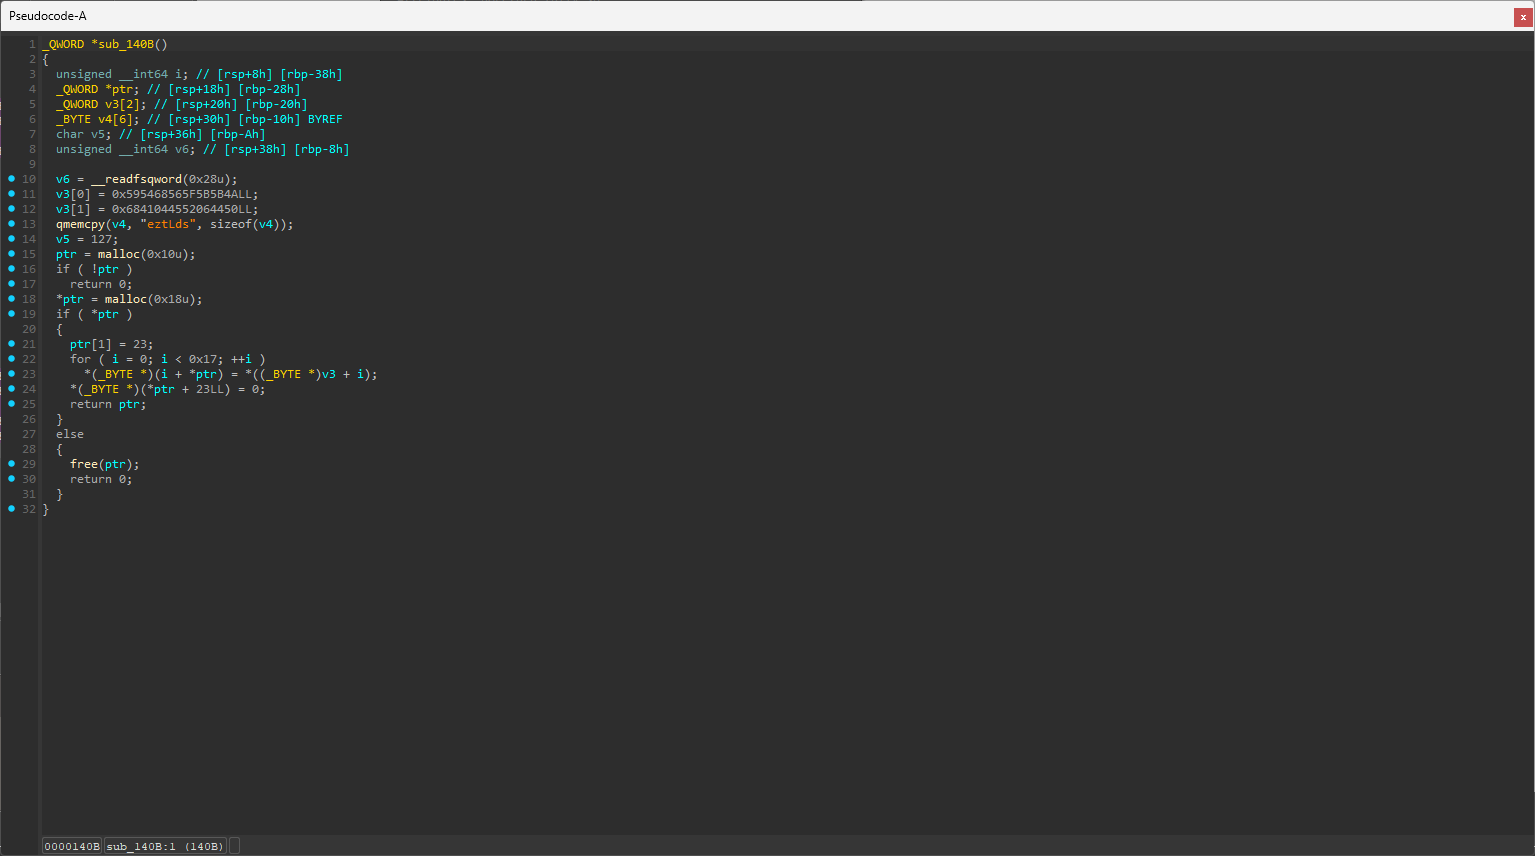 Pseudocode-A
x
1 _QWORD *sub_140B()
2 {
3 unsigned __int64 i; // [rsp+8h] [rbp-38h]
4 _QWORD *ptr; // [rsp+18h] [rbp-28h]
5 _QWORD v3[2]; // [rsp+20h] [rbp-20h]
6 _BYTE v4[6]; // [rsp+30h] [rbp-10h] BYREF
7 char v5; // [rsp+36h] [rbp-Ah]
8 unsigned __int64 v6; // [rsp+38h] [rbp-8h]
9
10 v6 = __readfsqword(0x28u);
11 v3[0] = 0x595468565F5B5B4ALL;
12 v3[1] = 0x6841044552064450LL;
13 qmemcpy(v4, "eztLds", sizeof(v4));
14 v5 = 127;
15 ptr = malloc(0x10u);
16 if ( !ptr )
17 return 0;
18 *ptr = malloc(0x18u);
19 if ( *ptr )
20 {
21 ptr[1] = 23;
22 for ( i = 0; i < 0x17; ++i )
23 *(_BYTE *)(i + *ptr) = *((_BYTE *)v3 + i);
24 *(_BYTE *)(*ptr + 23LL) = 0;
25 return ptr;
26 }
27 else
28 {
29 free(ptr);
30 return 0;
31 }
32 }
0000140B sub_140B:1 (140B)